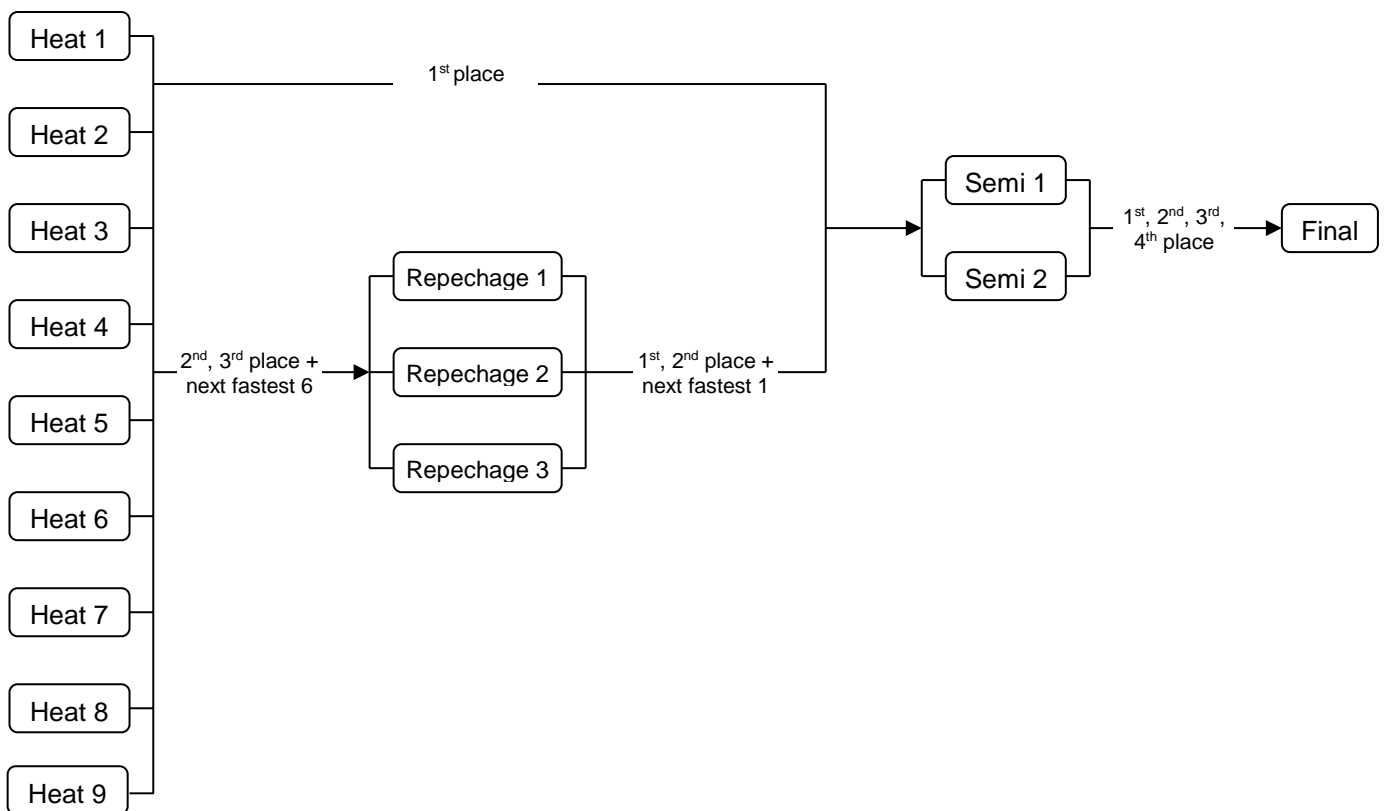 Heat 1
1st place
Heat 2
Semi 1
Heat 3
1st, 2nd, 3rd,
4th place
Final
Repechage 1
Semi 2
Heat 4
2nd, 3rd place +
next fastest 6
Repechage 2
1st, 2nd place +
next fastest 1
Heat 5
Repechage 3
Heat 6
Heat 7
Heat 8
Heat 9